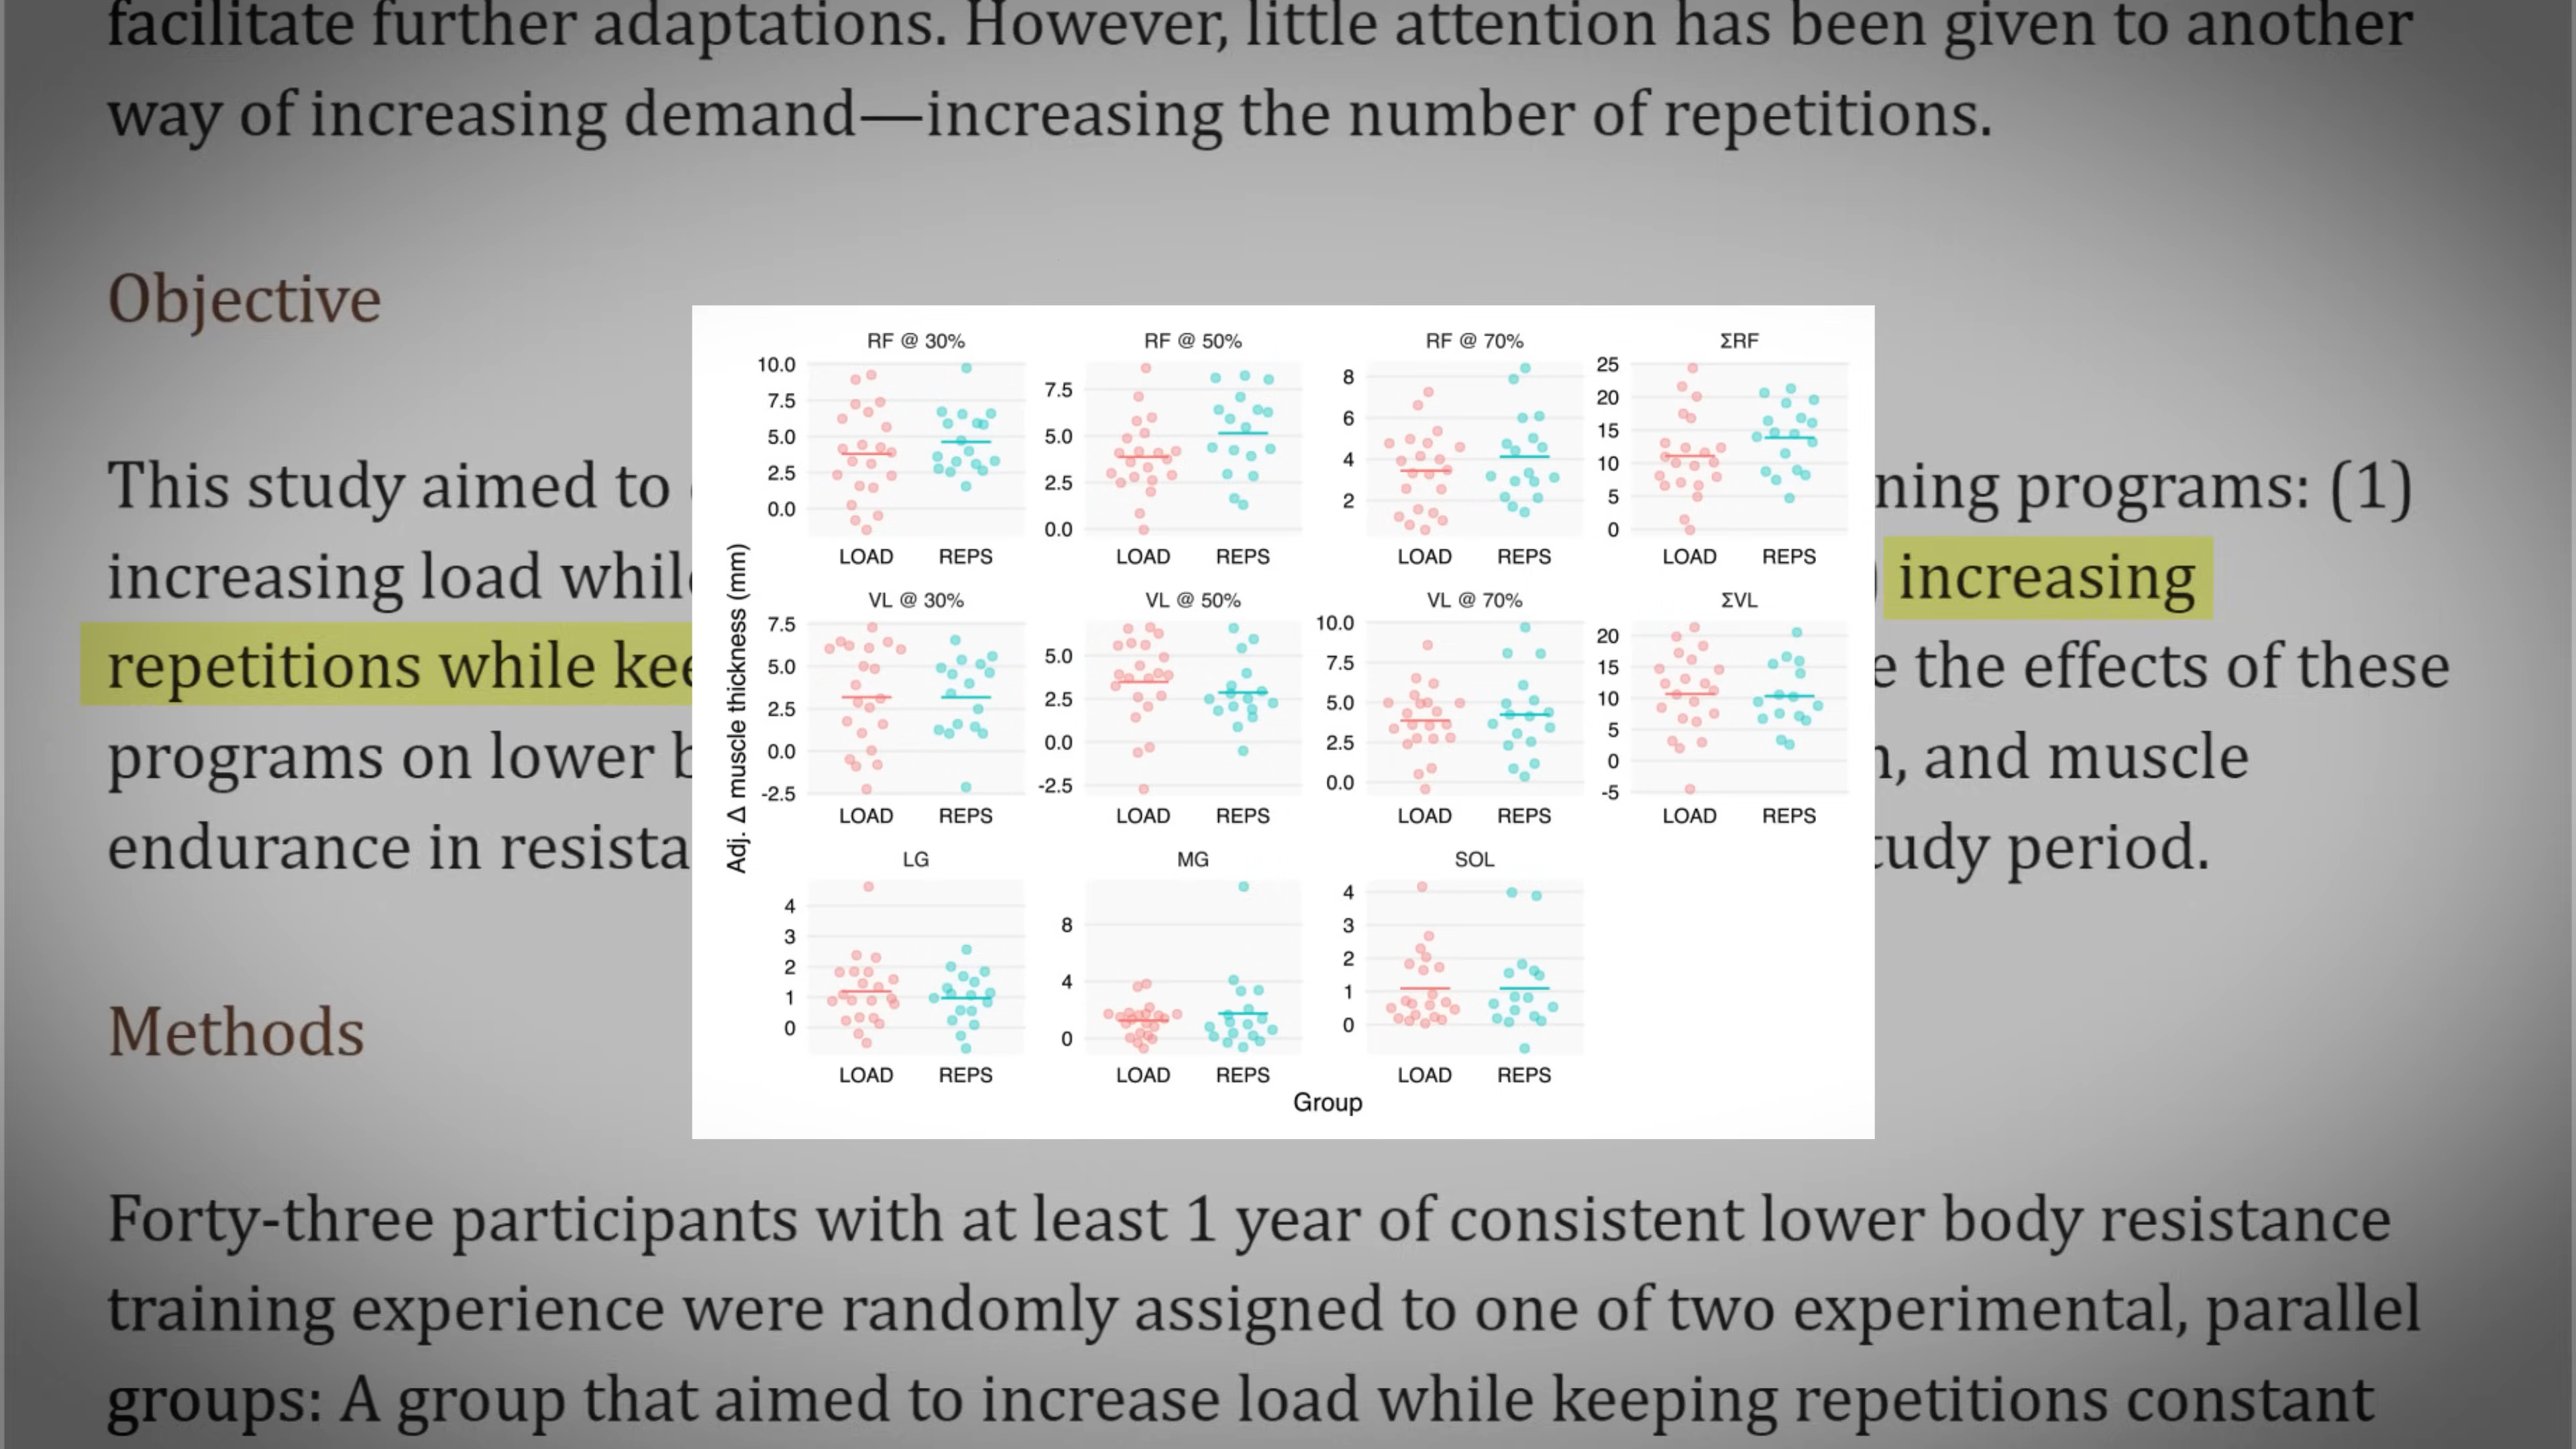 facilitate further adaptations. However, little attention has been given to another
way of increasing demand—increasing the number of repetitions.
Objective
This study aimed to
ning programs: (1)
increasing load while
increasing
repetitions while kee
e the effects of these
programs on lower b
n, and muscle
endurance in resista
tudy period.
RF @ 30%
RF @ 50%
RF @ 70%
ΣRF
10.0
7.5
5.0
2.5
0.0
7.5
5.0
2.5
0.0
8
6
4
2
25
20
15
10
5
0
LOAD REPS
LOAD REPS
LOAD REPS
LOAD REPS
Adj. Δ muscle thickness (mm)
VL @ 30%
VL @ 50%
VL @ 70%
ΣVL
7.5
5.0
2.5
0.0
-2.5
5.0
2.5
0.0
-2.5
10.0
7.5
5.0
2.5
0.0
20
15
10
5
0
-5
LOAD REPS
LOAD REPS
LOAD REPS
LOAD REPS
LG
MG
SOL
4
3
2
1
0
8
4
0
4
3
2
1
0
LOAD REPS
LOAD REPS
LOAD REPS
Group
Methods
Forty-three participants with at least 1 year of consistent lower body resistance
training experience were randomly assigned to one of two experimental, parallel
groups: A group that aimed to increase load while keeping repetitions constant